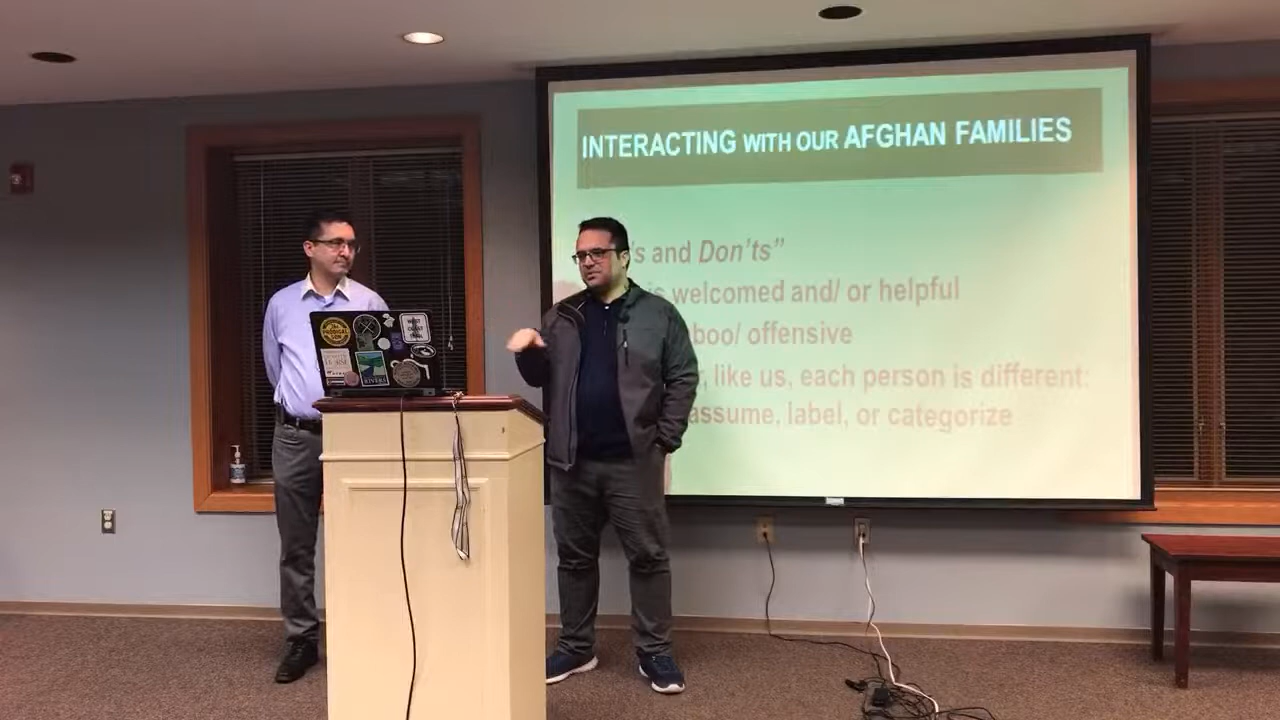 INTERACTING WITH OUR AFGHAN FAMILIES
and Don'ts"
is welcomed and/ or helpful
offensive
like us, each person is different:
assume, label, or categorize